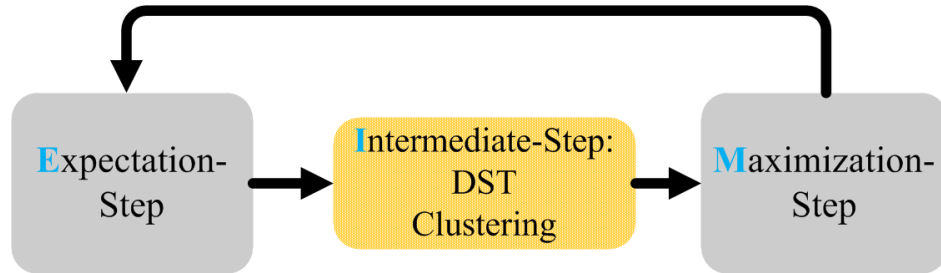 Expectation-
Step
Intermediate-Step:
DST
Clustering
Maximization-
Step